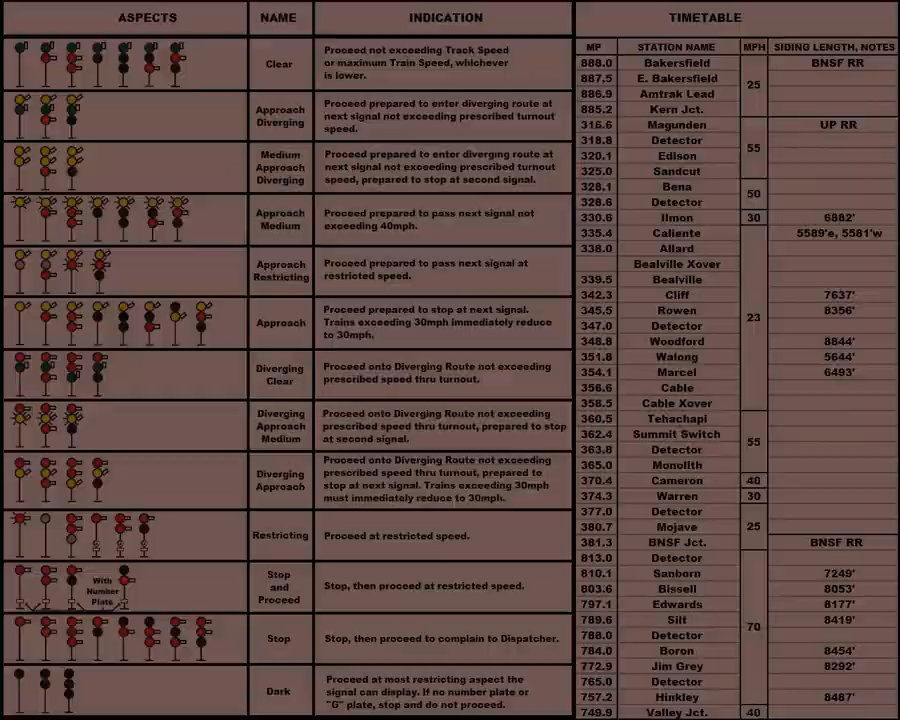 ASPECTS NAME INDICATION
Clear
Proceed not exceeding Track Speed
or maximum Train Speed, whichever
is lower.
Approach
Diverging
Proceed prepared to enter diverging route at
next signal not exceeding prescribed turnout
speed.
Medium
Approach
Diverging
Proceed prepared to enter diverging route at
next signal not exceeding prescribed turnout
speed, prepared to stop at second signal.
Approach
Medium
Proceed prepared to pass next signal not
exceeding 40mph.
Approach
Restricting
Proceed prepared to pass next signal at
restricted speed.
Approach
Proceed prepared to stop at next signal.
Trains exceeding 30mph immediately reduce
to 30mph.
Diverging
Clear
Proceed onto Diverging Route not exceeding
prescribed speed thru turnout.
Diverging
Approach
Medium
Proceed onto Diverging Route not exceeding
prescribed speed thru turnout, prepared to stop
at second signal.
Diverging
Approach
Proceed onto Diverging Route not exceeding
prescribed speed thru turnout, prepared to
stop at next signal. Trains exceeding 30mph
must immediately reduce to 30mph.
Restricting
Proceed at restricted speed.
With
Number
Plate
Stop
and
Proceed
Stop, then proceed at restricted speed.
Stop
Stop, then proceed to complain to Dispatcher.
Dark
Proceed at most restricting aspect the
signal can display. If no number plate or
"G" plate, stop and do not proceed.
TIMETABLE
MP STATION NAME MPH SIDING LENGTH, NOTES
888.0 Bakersfield BNSF RR
887.5 E. Bakersfield
25
886.9 Amtrak Lead
885.2 Kern Jct.
316.6 Magunden UP RR
318.8 Detector
55
320.1 Edison
325.0 Sandcut
328.1 Bena
50
328.6 Detector
330.6 Ilmon 30 6882'
335.4 Caliente 5589'e, 5581'w
338.0 Allard
Bealville Xover
339.5 Bealville
342.3 Cliff 7637'
345.5 Rowen 8356'
23
347.0 Detector
348.8 Woodford 8844'
351.8 Walong 5644'
354.1 Marcel 6493'
356.6 Cable
358.5 Cable Xover
360.5 Tehachapi
362.4 Summit Switch
55
363.8 Detector
365.0 Monolith
370.4 Cameron 40
374.3 Warren 30
377.0 Detector
380.7 Mojave 25
381.3 BNSF Jct. BNSF RR
813.0 Detector
810.1 Sanborn 7249'
803.6 Bissell 8053'
797.1 Edwards 8177'
789.6 Silt 8419'
70
788.0 Detector
784.0 Boron 8454'
772.9 Jim Grey 8292'
765.0 Detector
757.2 Hinkley 8487'
749.9 Valley Jct. 40